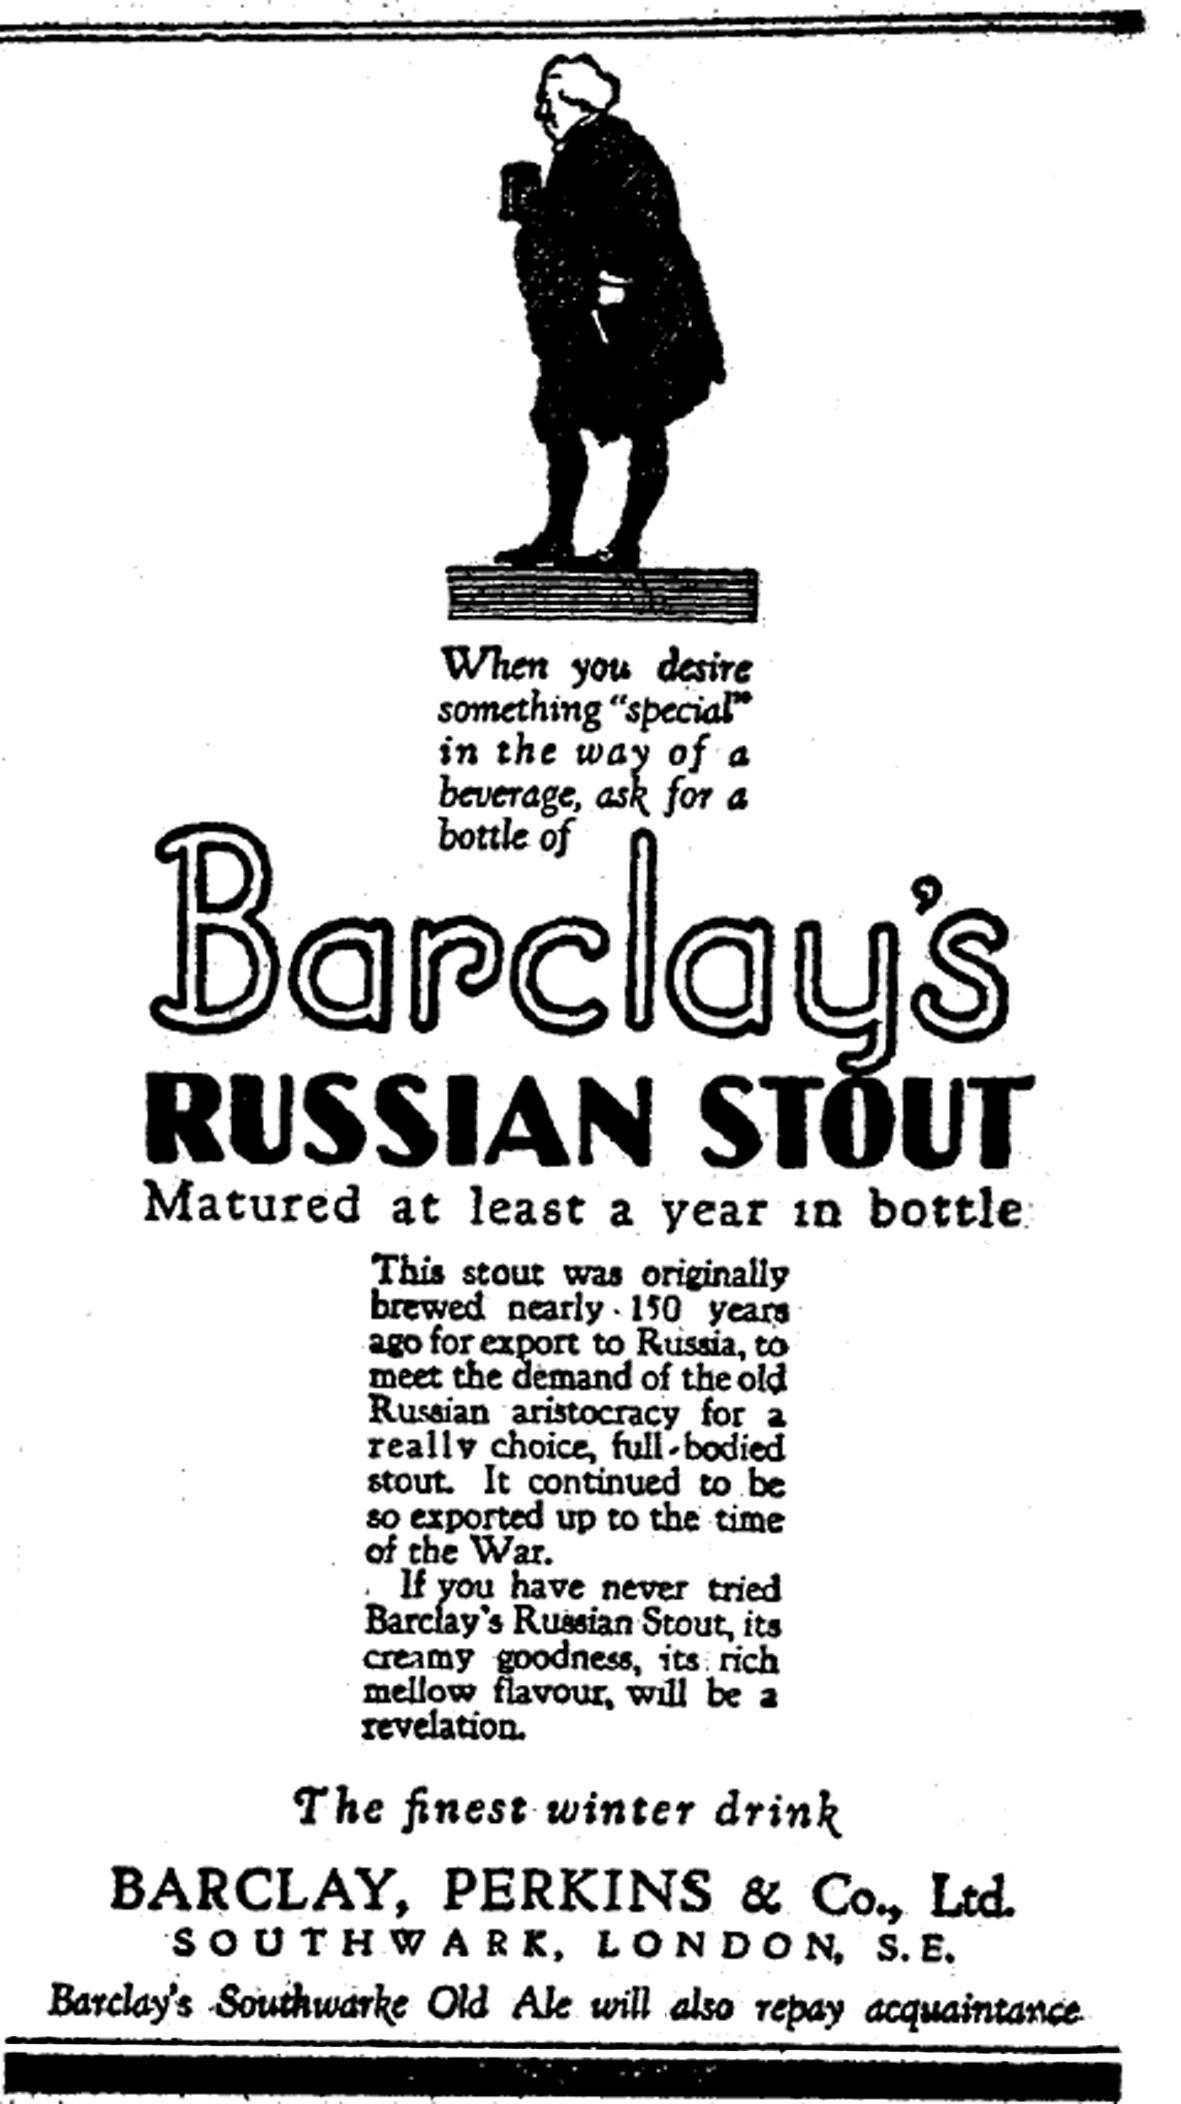 When you desire
something "special"
in the way of a
beverage, ask for a
bottle of
Barclay's
RUSSIAN STOUT
Matured at least a year in bottle
This stout was originally
brewed nearly 150 years
ago for export to Russia, to
meet the demand of the old
Russian aristocracy for a
really choice, full-bodied
stout. It continued to be
so exported up to the time
of the War.
If you have never tried
Barclay's Russian Stout, its
creamy goodness, its rich
mellow flavour, will be a
revelation.
The finest winter drink
BARCLAY, PERKINS & Co., Ltd.
SOUTHWARK, LONDON, S.E.
Barclay's Southwarke Old Ale will also repay acquaintance